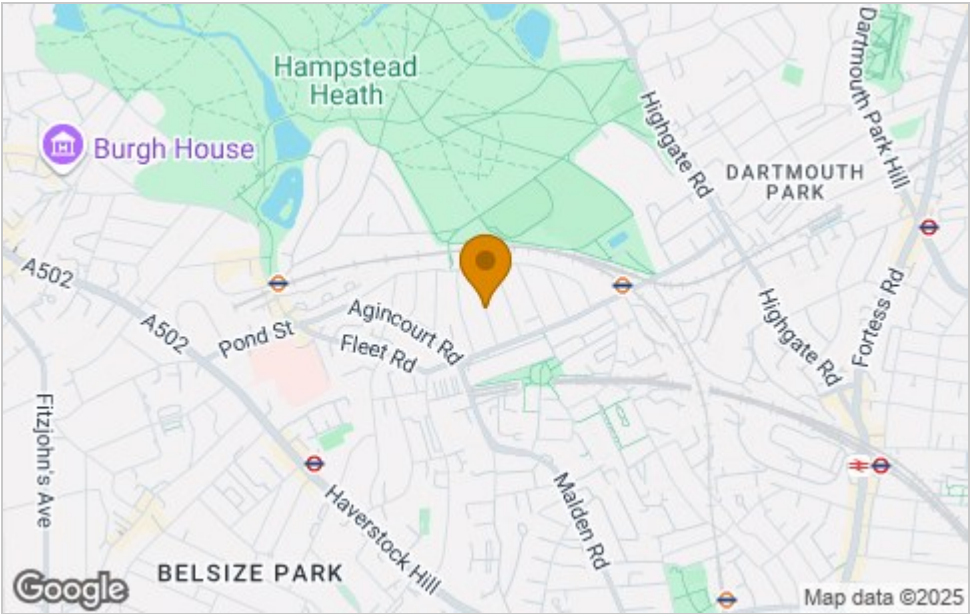 Hampstead
Heath
Dartmouth Park Hill
Burgh House
Highgate Rd
DARTMOUTH
PARK
A502
A502
Pond St
Agincourt Rd
Fleet Rd
Highgate Rd
Fortess Rd
Fitzjohn's Ave
Haverstock Hill
Malden Rd
BELSIZE PARK
Google
Map data ©2025